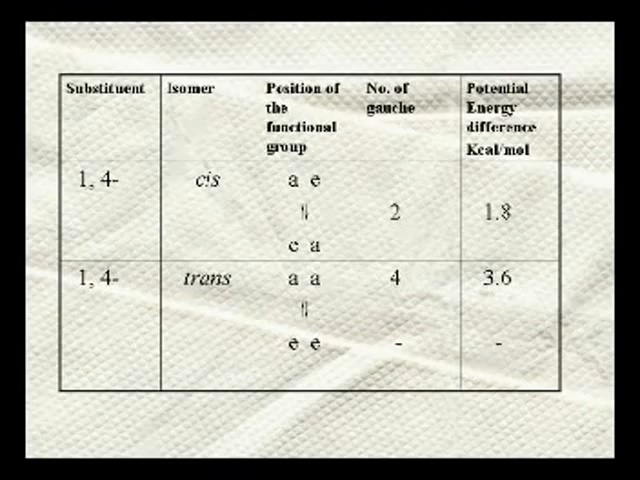 Substituent Isomer Position of the functional group No. of gauche Potential Energy difference Kcal/mol
1, 4- cis a e
⇅ 2 1.8
e a
1, 4- trans a a 4 3.6
⇅
e e - -